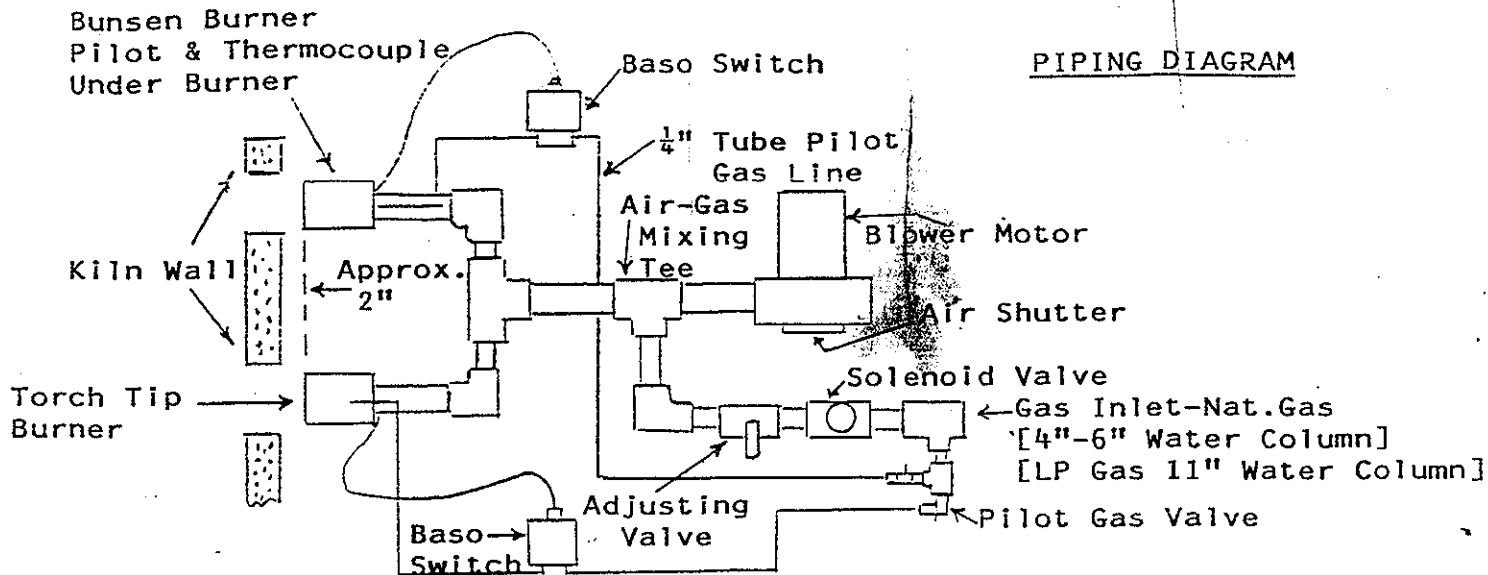 Bunsen Burner
Pilot & Thermocouple
Under Burner
Baso Switch
PIPING DIAGRAM
¼" Tube Pilot
Gas Line
Air-Gas
Mixing
Tee
Blower Motor
Kiln Wall
Approx.
2"
Air Shutter
Torch Tip
Burner
Solenoid Valve
Gas Inlet-Nat.Gas
[4"-6" Water Column]
[LP Gas 11" Water Column]
Adjusting
Valve
Pilot Gas Valve
Baso
Switch